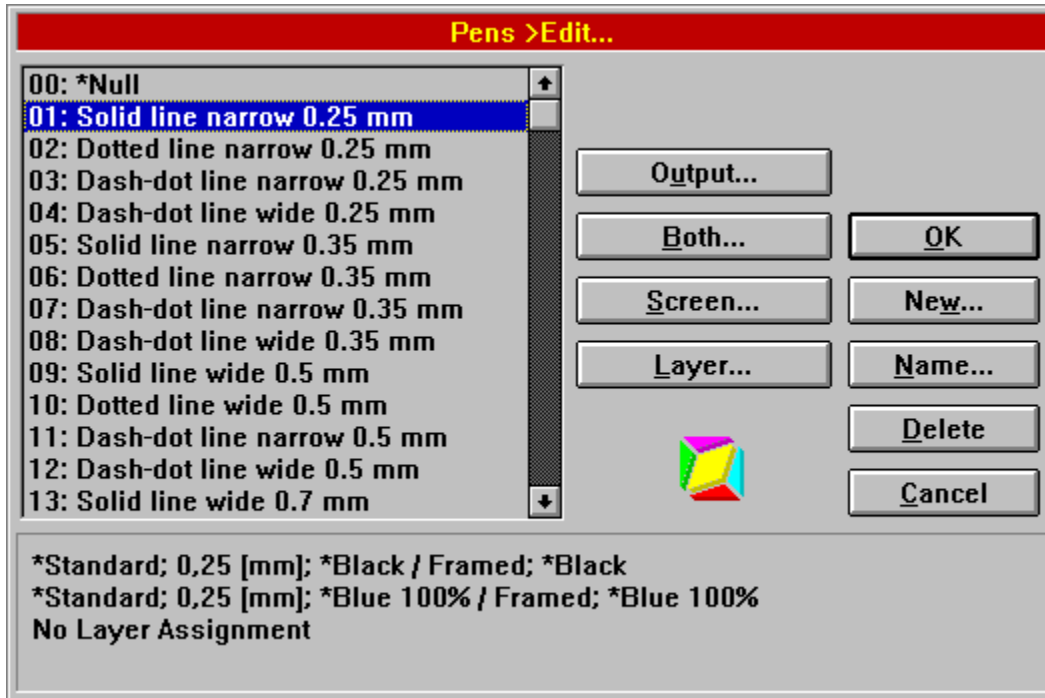 Pens >Edit...
00: *Null
01: Solid line narrow 0.25 mm
02: Dotted line narrow 0.25 mm
03: Dash-dot line narrow 0.25 mm
04: Dash-dot line wide 0.25 mm
05: Solid line narrow 0.35 mm
06: Dotted line narrow 0.35 mm
07: Dash-dot line narrow 0.35 mm
08: Dash-dot line wide 0.35 mm
09: Solid line wide 0.5 mm
10: Dotted line wide 0.5 mm
11: Dash-dot line narrow 0.5 mm
12: Dash-dot line wide 0.5 mm
13: Solid line wide 0.7 mm
Output...
Both...
Screen...
Layer...
OK
New...
Name...
Delete
Cancel
*Standard; 0,25 [mm]; *Black / Framed; *Black
*Standard; 0,25 [mm]; *Blue 100% / Framed; *Blue 100%
No Layer Assignment